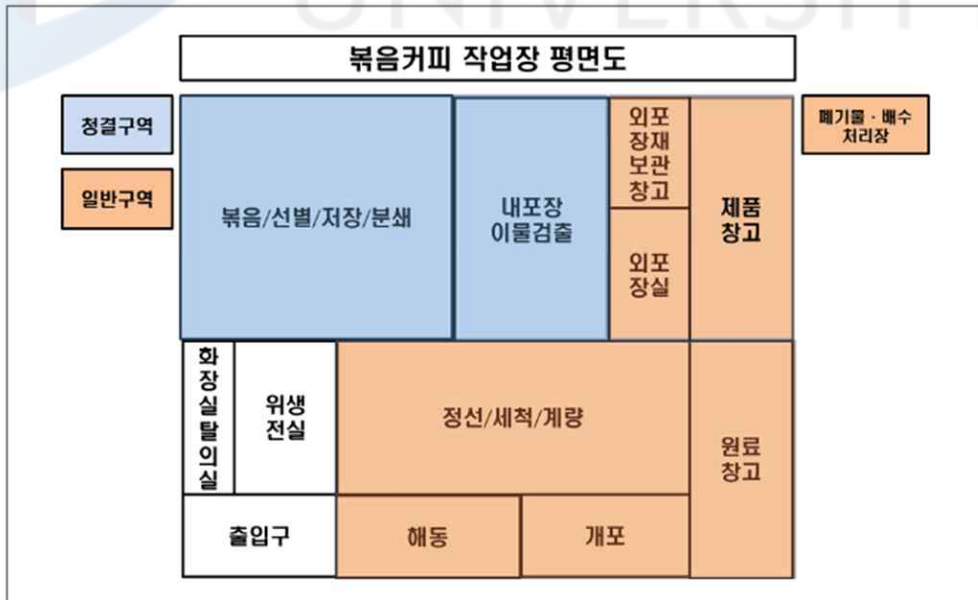 UNIVERSIT
볶음커피 작업장 평면도
청결구역
일반구역
볶음/선별/저장/분쇄
내포장
이물검출
외포
장재
보관
창고
외포
장실
제품
창고
폐기물 · 배수
처리장
화
장
실
탈
의
실
위생
전실
정선/세척/계량
원료
창고
출입구
해동
개포